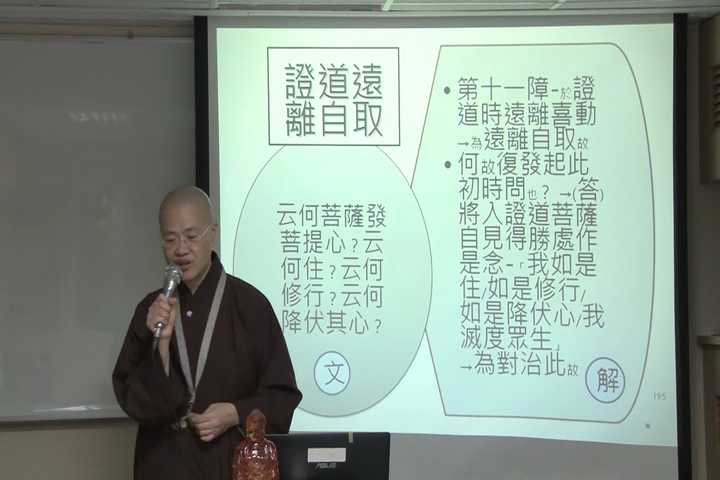 證道遠
離自取
云何菩薩發
菩提心?云
何住?云何
修行?云何
降伏其心?
文
• 第十一障-於證
道時遠離喜動
→為遠離自取故
• 何故復發起此
初時問也? →(答)
將入證道菩薩
自見得勝處作
是念-「我如是
住/如是修行/
如是降伏心/我
滅度眾生」
→為對治此故
解
195
ASUS